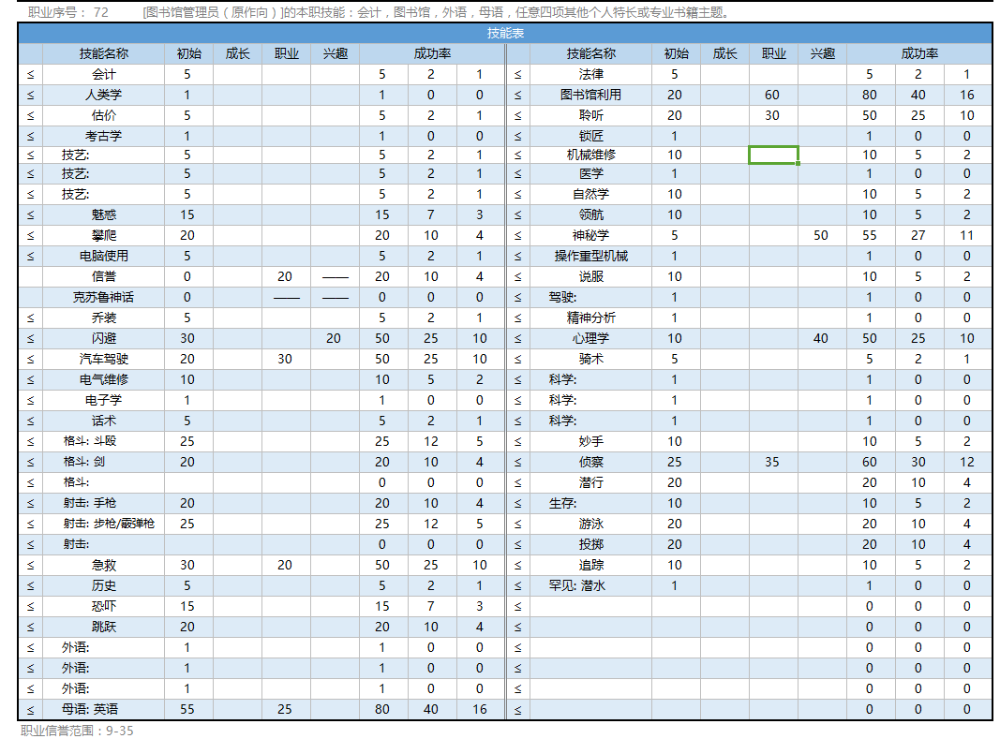 职业序号： 72 [图书馆管理员（原作向）]的本职技能：会计，图书馆，外语，母语，任意四项其他个人特长或专业书籍主题。
技能表
技能名称 初始 成长 职业 兴趣 成功率 技能名称 初始 成长 职业 兴趣 成功率
≤ 会计 5 5 2 1 ≤ 法律 5 5 2 1
≤ 人类学 1 1 0 0 ≤ 图书馆利用 20 60 80 40 16
≤ 估价 5 5 2 1 ≤ 聆听 20 30 50 25 10
≤ 考古学 1 1 0 0 ≤ 锁匠 1 1 0 0
≤ 技艺: 5 5 2 1 ≤ 机械维修 10 10 5 2
≤ 技艺: 5 5 2 1 ≤ 医学 1 1 0 0
≤ 技艺: 5 5 2 1 ≤ 自然学 10 10 5 2
≤ 魅惑 15 15 7 3 ≤ 领航 10 10 5 2
≤ 攀爬 20 20 10 4 ≤ 神秘学 5 50 55 27 11
≤ 电脑使用 5 5 2 1 ≤ 操作重型机械 1 1 0 0
信誉 0 20 —— 20 10 4 ≤ 说服 10 10 5 2
克苏鲁神话 0 —— —— 0 0 0 ≤ 驾驶: 1 1 0 0
≤ 乔装 5 5 2 1 ≤ 精神分析 1 1 0 0
≤ 闪避 30 20 50 25 10 ≤ 心理学 10 40 50 25 10
≤ 汽车驾驶 20 30 50 25 10 ≤ 骑术 5 5 2 1
≤ 电气维修 10 10 5 2 ≤ 科学: 1 1 0 0
≤ 电子学 1 1 0 0 ≤ 科学: 1 1 0 0
≤ 话术 5 5 2 1 ≤ 科学: 1 1 0 0
≤ 格斗: 斗殴 25 25 12 5 ≤ 妙手 10 10 5 2
≤ 格斗: 剑 20 20 10 4 ≤ 侦察 25 35 60 30 12
≤ 格斗: 0 0 0 ≤ 潜行 20 20 10 4
≤ 射击: 手枪 20 20 10 4 ≤ 生存: 10 10 5 2
≤ 射击: 步枪/霰弹枪 25 25 12 5 ≤ 游泳 20 20 10 4
≤ 射击: 0 0 0 ≤ 投掷 20 20 10 4
≤ 急救 30 20 50 25 10 ≤ 追踪 10 10 5 2
≤ 历史 5 5 2 1 ≤ 罕见: 潜水 1 1 0 0
≤ 恐吓 15 15 7 3 ≤ 0 0 0
≤ 跳跃 20 20 10 4 ≤ 0 0 0
≤ 外语: 1 1 0 0 ≤ 0 0 0
≤ 外语: 1 1 0 0 ≤ 0 0 0
≤ 外语: 1 1 0 0 ≤ 0 0 0
≤ 母语: 英语 55 25 80 40 16 ≤ 0 0 0
职业信誉范围：9-35